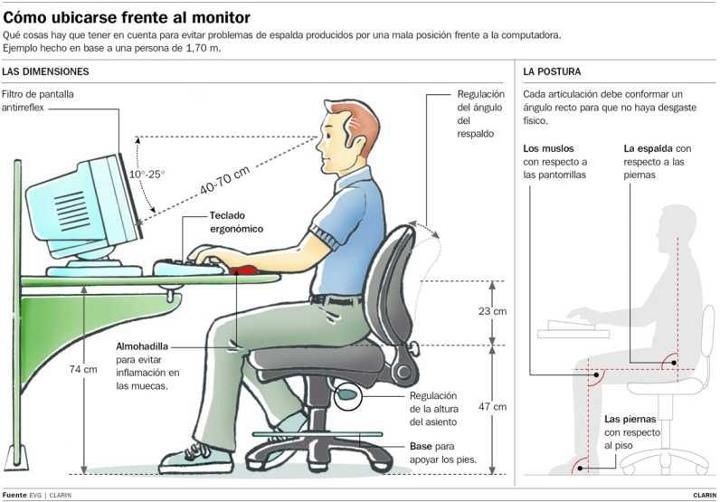 Cómo ubicarse frente al monitor
Qué cosas hay que tener en cuenta para evitar problemas de espalda producidos por una mala posición frente a la computadora.
Ejemplo hecho en base a una persona de 1,70 m.
LAS DIMENSIONES
Filtro de pantalla
antirreflex
10°-25°
40-70 cm
Regulación
del ángulo
del
respaldo
Teclado
ergonómico
Almohadilla
para evitar
inflamación en
las muecas.
74 cm
23 cm
47 cm
Regulación
de la altura
del asiento
Base para
apoyar los pies.
LA POSTURA
Cada articulación debe conformar un
ángulo recto para que no haya desgaste
físico.
Los muslos
con respecto a
las pantorrillas
La espalda con
respecto a las
piernas
Las piernas
con respecto
al piso
Fuente EVG | CLARIN
CLARIN